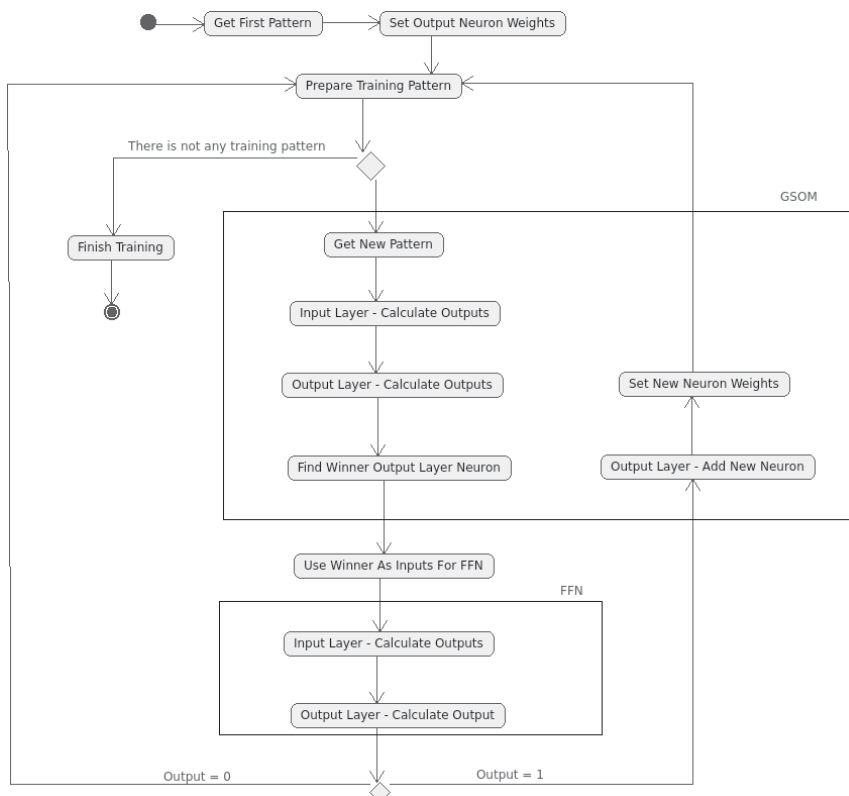 Get First Pattern
Set Output Neuron Weights
Prepare Training Pattern
There is not any training pattern
GSOM
Finish Training
Get New Pattern
Input Layer - Calculate Outputs
Output Layer - Calculate Outputs
Set New Neuron Weights
Find Winner Output Layer Neuron
Output Layer - Add New Neuron
Use Winner As Inputs For FFN
FFN
Input Layer - Calculate Outputs
Output Layer - Calculate Output
Output = 0
Output = 1